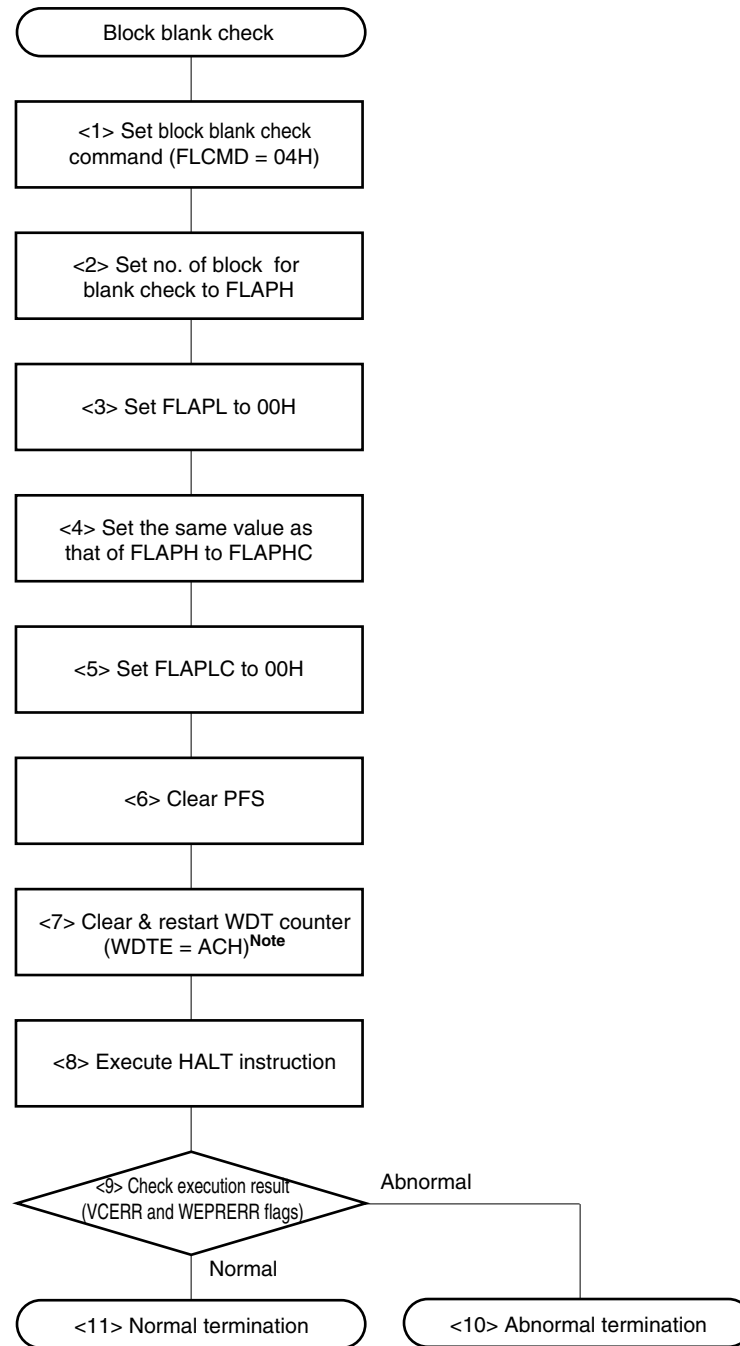 Block blank check
<1> Set block blank check
command (FLCMD = 04H)
<2> Set no. of block for
blank check to FLAPH
<3> Set FLAPL to 00H
<4> Set the same value as
that of FLAPH to FLAPHC
<5> Set FLAPLC to 00H
<6> Clear PFS
<7> Clear & restart WDT counter
(WDTE = ACH)Note
<8> Execute HALT instruction
<9> Check execution result
(VCERR and WEPRERR flags)
Abnormal
Normal
<11> Normal termination
<10> Abnormal termination